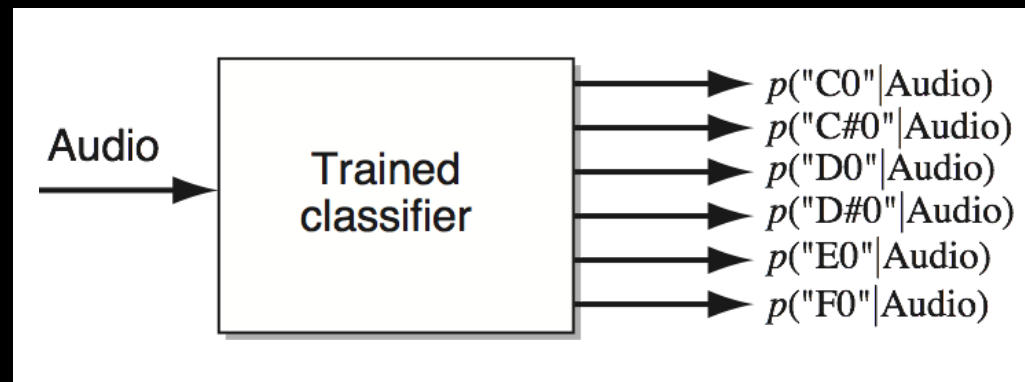 Audio
Trained
classifier
p("C0"|Audio)
p("C#0"|Audio)
p("D0"|Audio)
p("D#0"|Audio)
p("E0"|Audio)
p("F0"|Audio)